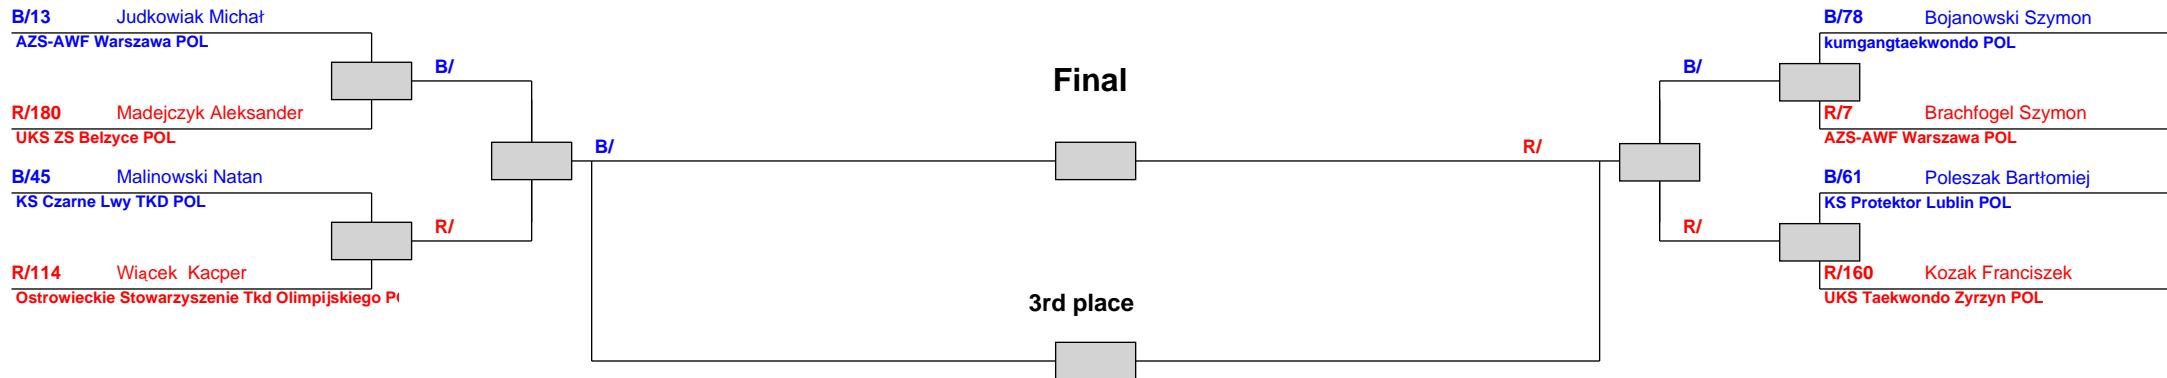 B/13 Judkowiak Michał
AZS-AWF Warszawa POL
B/
R/180 Madejczyk Aleksander
UKS ZS Belzyce POL
B/
B/45 Malinowski Natan
KS Czarne Lwy TKD POL
R/
R/114 Wiącek Kacper
Ostrowieckie Stowarzyszenie Tkd Olimpijskiego
Final
3rd place
B/78 Bojanowski Szymon
kumgangtaekwondo POL
B/
R/7 Brachfogel Szymon
AZS-AWF Warszawa POL
R/
B/61 Poleszak Bartłomiej
KS Protektor Lublin POL
R/
R/160 Kozak Franciszek
UKS Taekwondo Zyrzyn POL